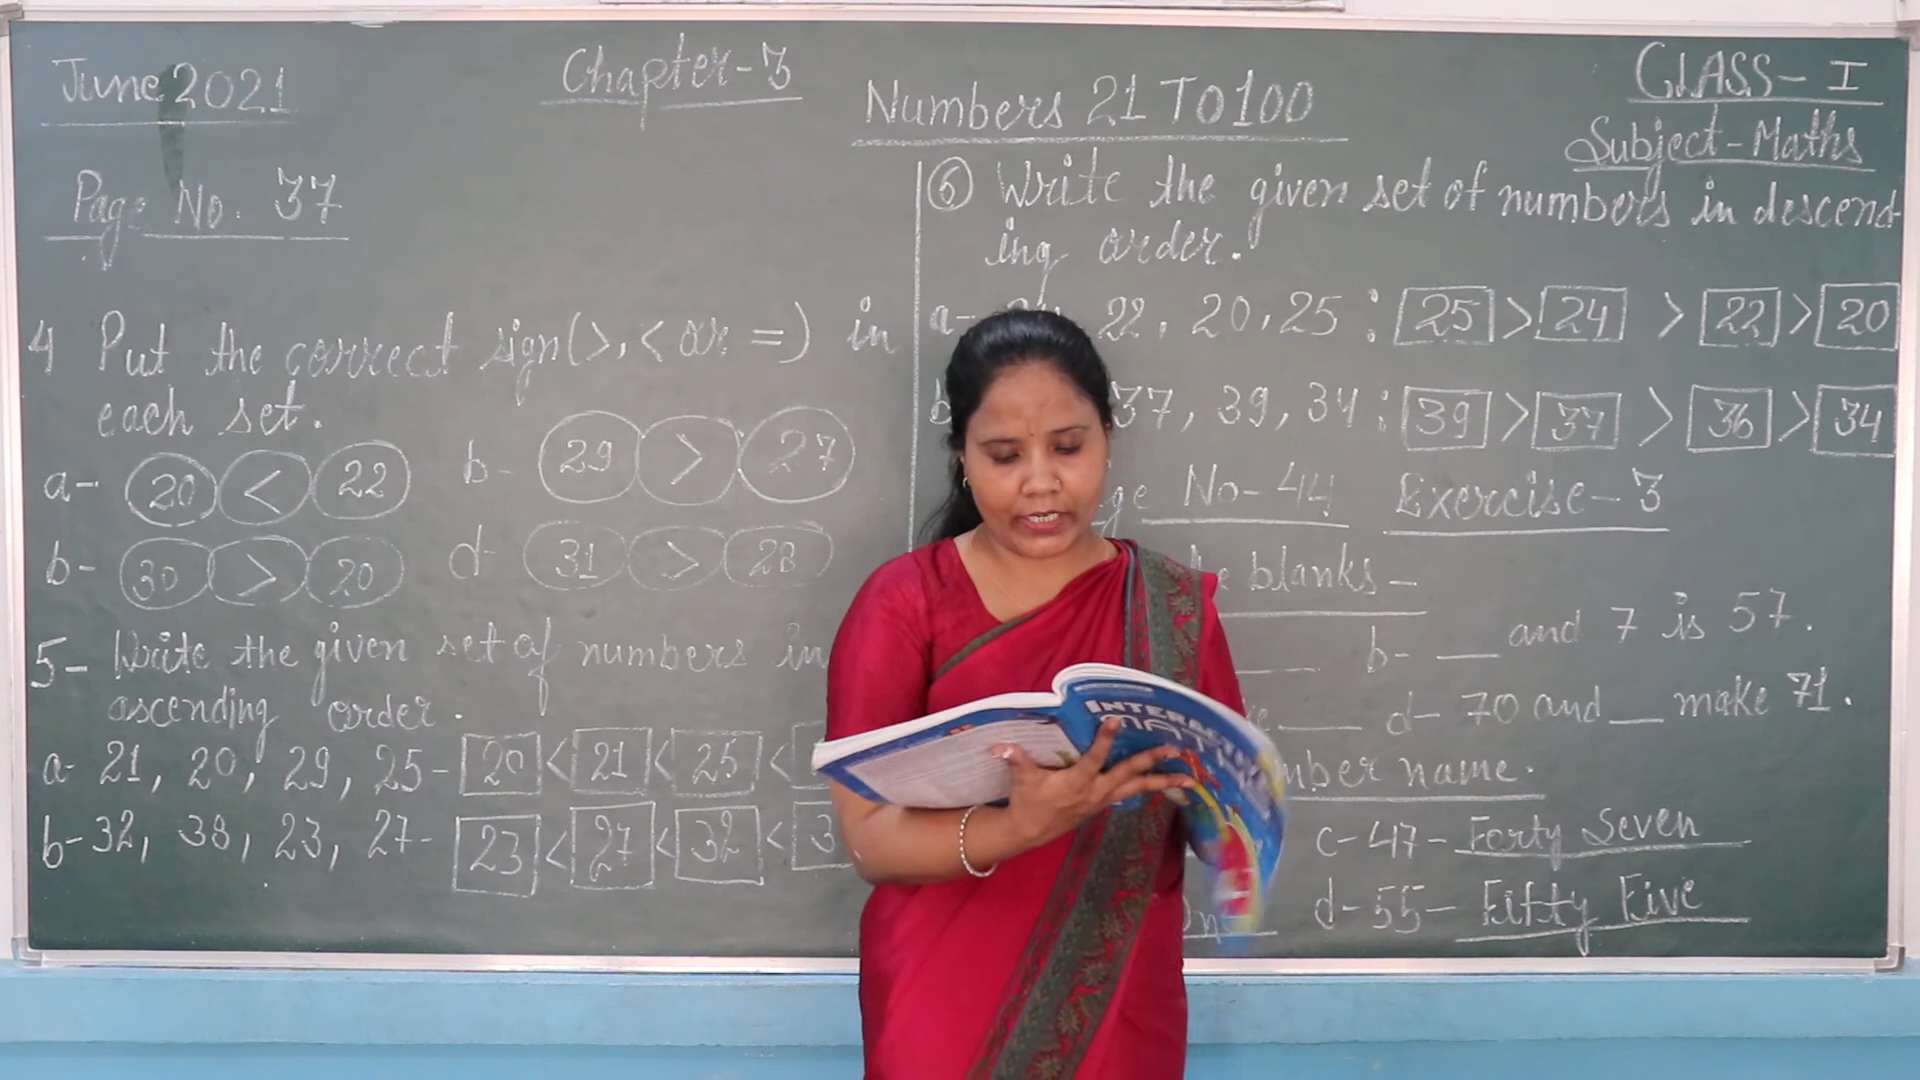 June 2021
Chapter-3
Numbers 21 TO 100
CLASS-I
Subject-Maths
Page No. 37
4 Put the correct sign(>,< or =) in
each set.
a- 20 < 22 b- 29 > 27
b- 30 > 20 d- 31 > 28
5- Write the given set of numbers in
ascending order.
a- 21, 20, 29, 25- 20 < 21 < 25 <
b- 32, 38, 23, 27- 23 < 27 < 32 < 3
⑥ Write the given set of numbers in descend-
ing order.
a- 22, 20, 25 : 25 > 24 > 22 > 20
b 37, 39, 34 : 39 > 37 > 36 > 34
No-44 Exercise-3
blanks-
b- __ and 7 is 57.
d- 70 and __ make 71.
name.
c-47- Forty Seven
d-55- Fifty Five
INTERACTIVE
MATHS